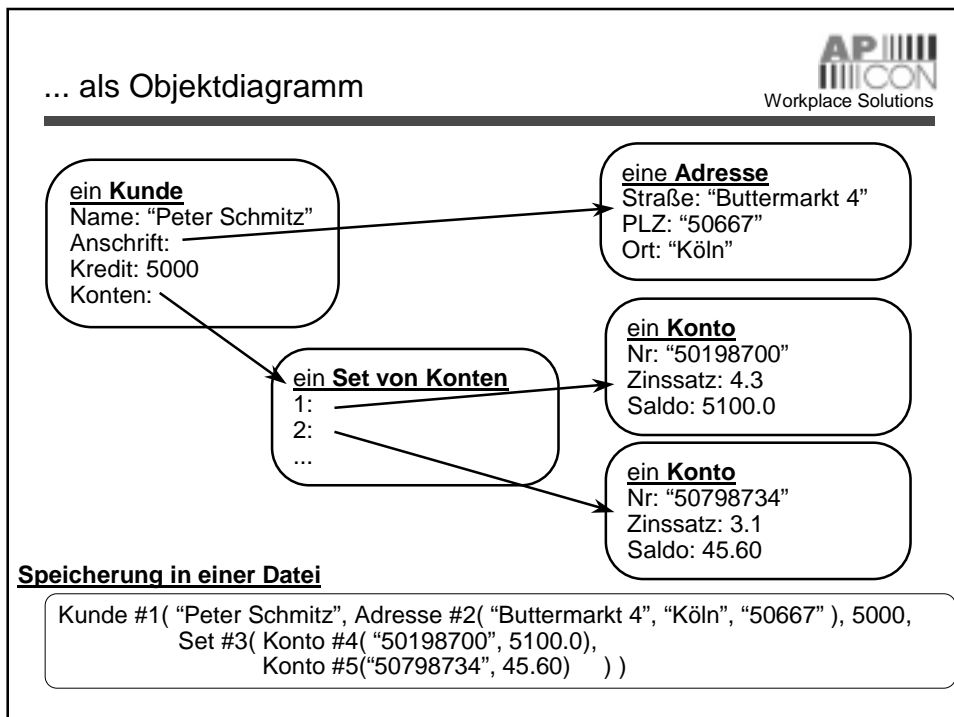 ... als Objektdiagramm
AP
CON
Workplace Solutions
ein Kunde
Name: “Peter Schmitz”
Anschrift:
Kredit: 5000
Konten:
eine Adresse
Straße: “Buttermarkt 4”
PLZ: “50667”
Ort: “Köln”
ein Set von Konten
1:
2:
...
ein Konto
Nr: “50198700”
Zinssatz: 4.3
Saldo: 5100.0
ein Konto
Nr: “50798734”
Zinssatz: 3.1
Saldo: 45.60
Speicherung in einer Datei
Kunde #1( “Peter Schmitz”, Adresse #2( “Buttermarkt 4”, “Köln”, “50667” ), 5000,
Set #3( Konto #4( “50198700”, 5100.0),
Konto #5(“50798734”, 45.60) ) )